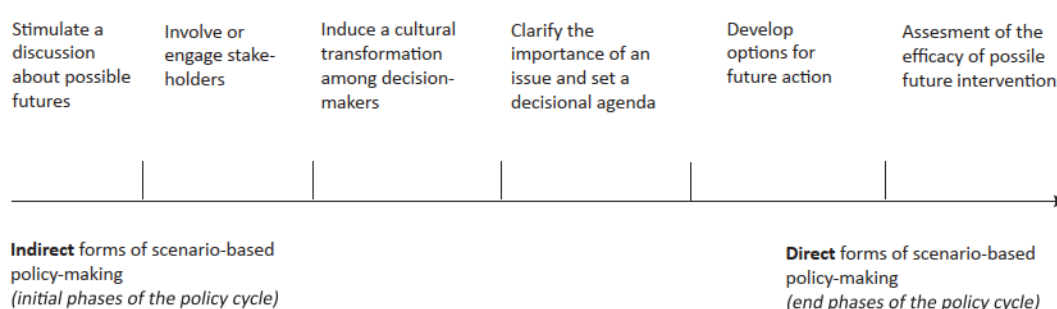 Stimulate a
discussion
about possible
futures
Involve or
engage stake-
holders
Induce a cultural
transformation
among decision-
makers
Clarify the
importance of an
issue and set a
decisional agenda
Develop
options for
future action
Assesment of the
efficacy of possile
future intervention
Indirect forms of scenario-based
policy-making
(initial phases of the policy cycle)
Direct forms of scenario-based
policy-making
(end phases of the policy cycle)